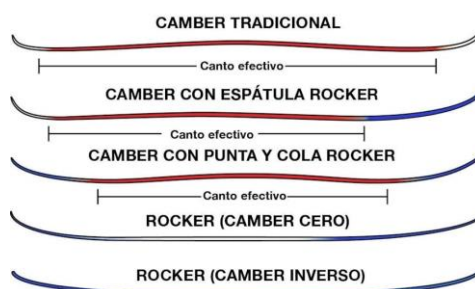 CAMBER TRADICIONAL
Canto efectivo
CAMBER CON ESPÁTULA ROCKER
Canto efectivo
CAMBER CON PUNTA Y COLA ROCKER
Canto efectivo
ROCKER (CAMBER CERO)
ROCKER (CAMBER INVERSO)